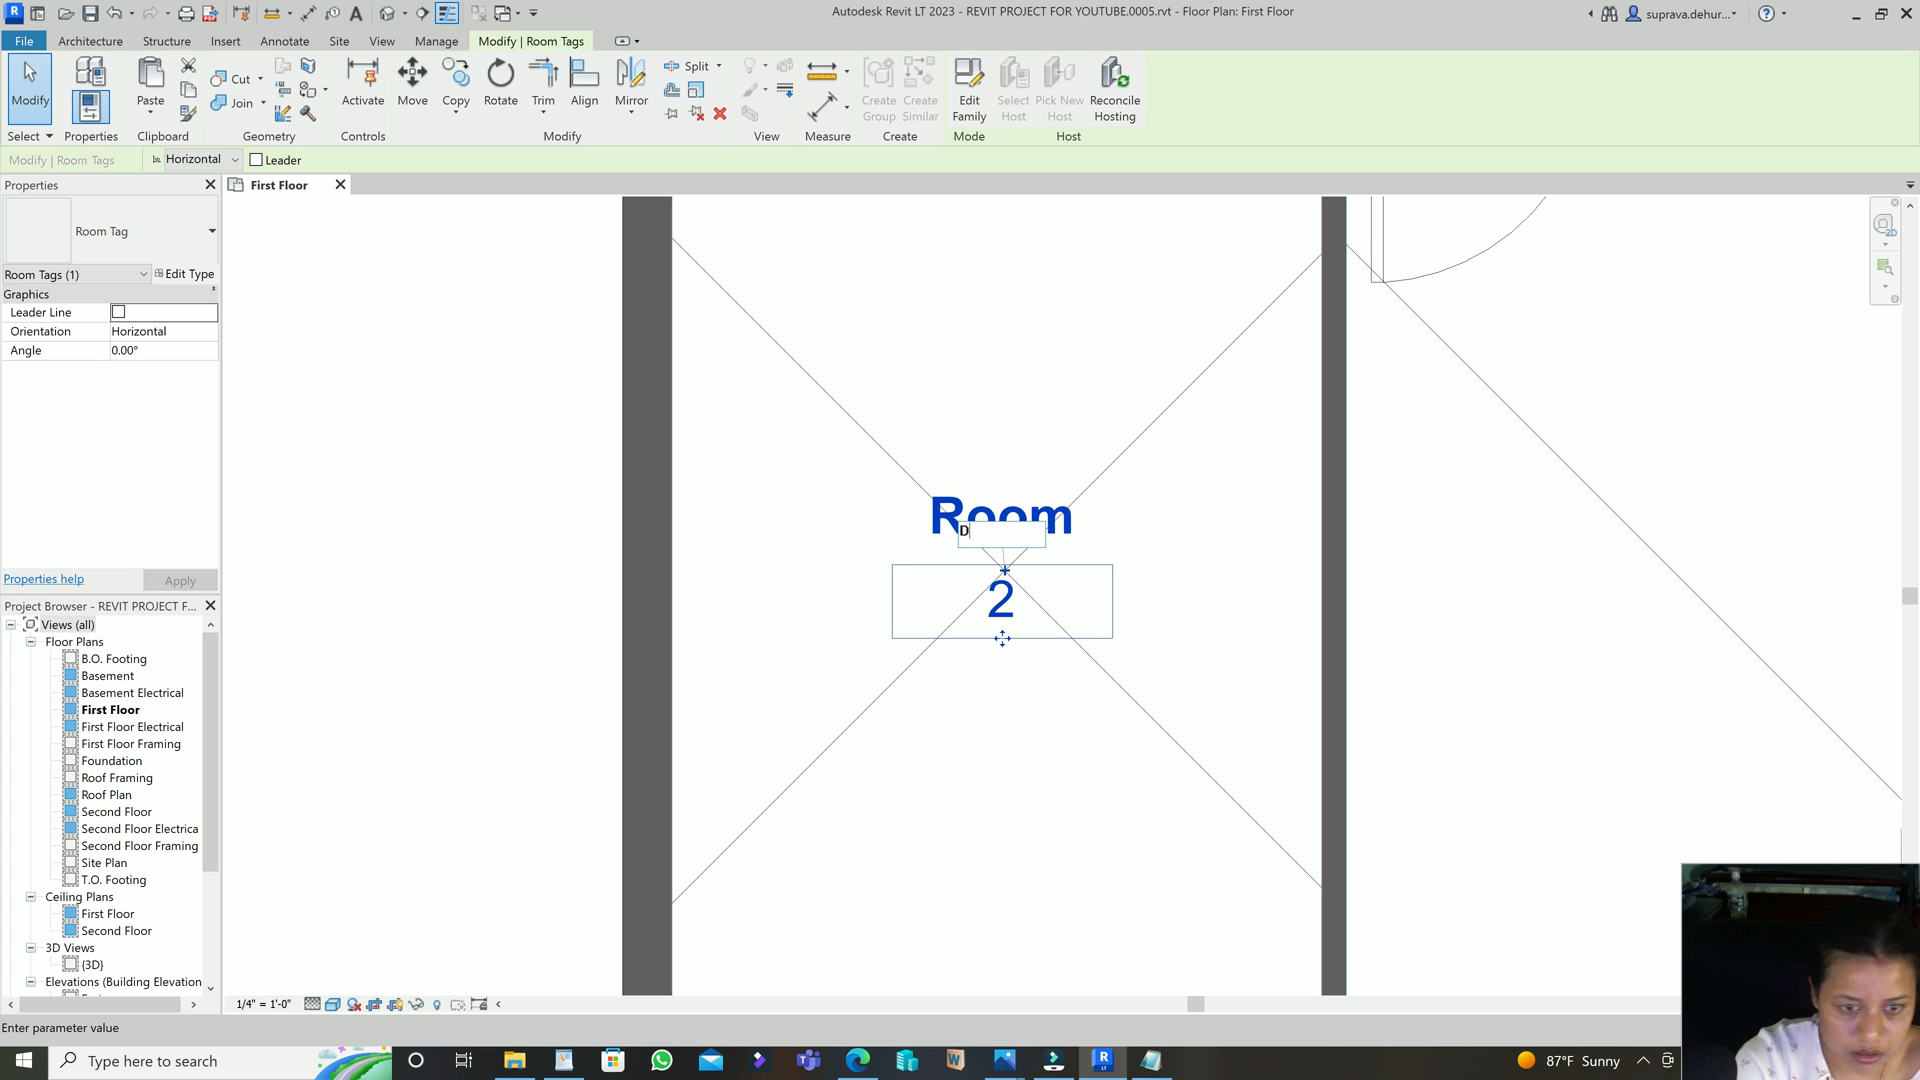 Autodesk Revit LT 2023 - REVIT PROJECT FOR YOUTUBE.0005.rvt - Floor Plan: First Floor
suprava.dehur...
File Architecture Structure Insert Annotate Site View Manage Modify | Room Tags
Modify Paste Cut Join Activate Move Copy Rotate Trim Align Mirror Split Create Group Create Similar Edit Family Select Host Pick New Host Reconcile Hosting
Select Properties Clipboard Geometry Controls Modify View Measure Create Mode Host
Modify | Room Tags Horizontal Leader
Properties
First Floor
Room Tag
Room Tags (1) Edit Type
Graphics
Leader Line
Orientation Horizontal
Angle 0.00°
Properties help Apply
Room
D
2
2D
Project Browser - REVIT PROJECT F...
Views (all)
Floor Plans
B.O. Footing
Basement
Basement Electrical
First Floor
First Floor Electrical
First Floor Framing
Foundation
Roof Framing
Roof Plan
Second Floor
Second Floor Electrica
Second Floor Framing
Site Plan
T.O. Footing
Ceiling Plans
First Floor
Second Floor
3D Views
{3D}
Elevations (Building Elevation
1/4" = 1'-0"
Enter parameter value
Type here to search
87°F Sunny